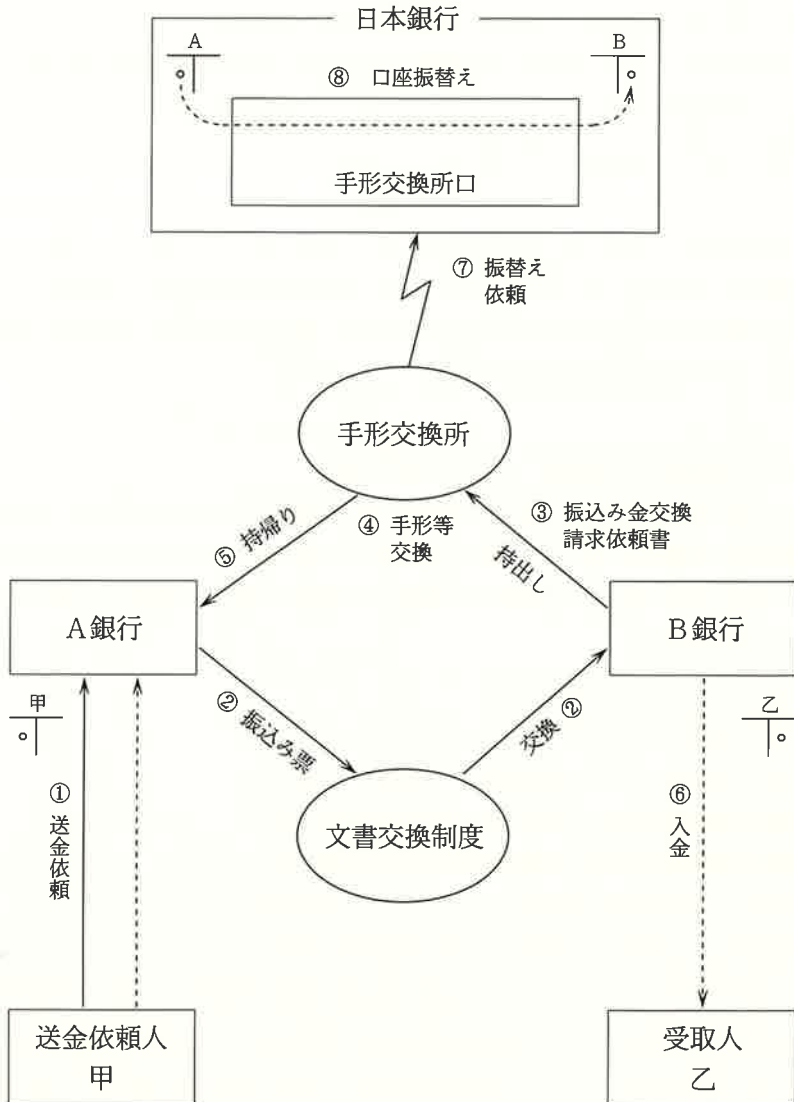 日本銀行
A
B
⑧ 口座振替え
手形交換所口
⑦ 振替え
依頼
手形交換所
③ 振込み金交換
請求依頼書
④ 手形等
交換
⑤ 持帰り
持出し
A銀行
B銀行
甲
乙
② 振込み票
交換 ②
① 送金依頼
⑥ 入金
文書交換制度
送金依頼人
甲
受取人
乙